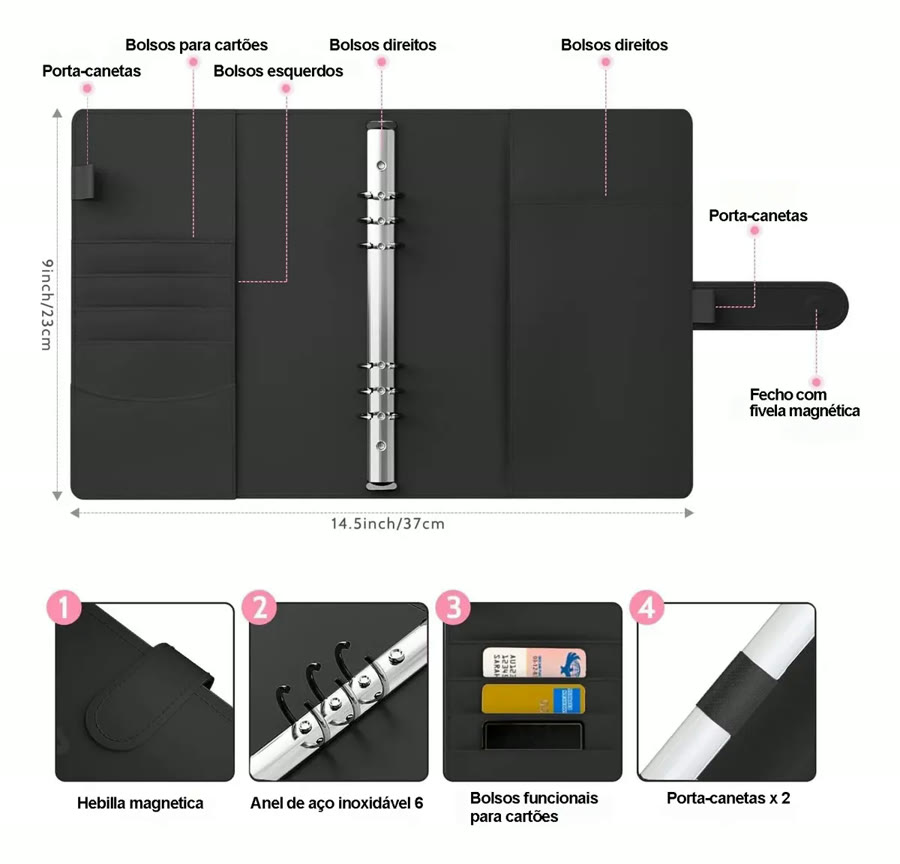 Bolsos para cartões
Bolsos direitos
Bolsos direitos
Porta-canetas
Bolsos esquerdos
Porta-canetas
9inch/23cm
Fecho com
fivela magnética
14.5inch/37cm
1
2
3
4
Hebilla magnetica
Anel de aço inoxidável 6
Bolsos funcionais
para cartões
Porta-canetas x 2